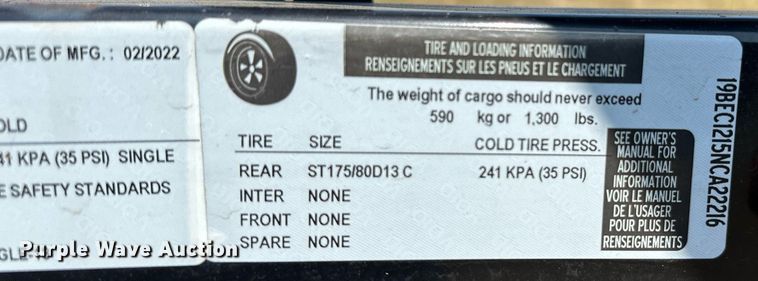 DATE OF MFG. : 02/2022
OLD
41 KPA (35 PSI) SINGLE
E SAFETY STANDARDS
TIRE AND LOADING INFORMATION
RENSEIGNEMENTS SUR LES PNEUS ET LE CHARGEMENT
The weight of cargo should never exceed
590 kg or 1,300 lbs.
TIRE SIZE COLD TIRE PRESS.
REAR ST175/80D13 C 241 KPA (35 PSI)
INTER NONE
FRONT NONE
SPARE NONE
SEE OWNER'S
MANUAL FOR
ADDITIONAL
INFORMATION
VOIR LE MANUEL
DE L'USAGER
POUR PLUS DE
RENSEIGNEMENTS
19BEC1215NCA22216
Purple Wave Auction